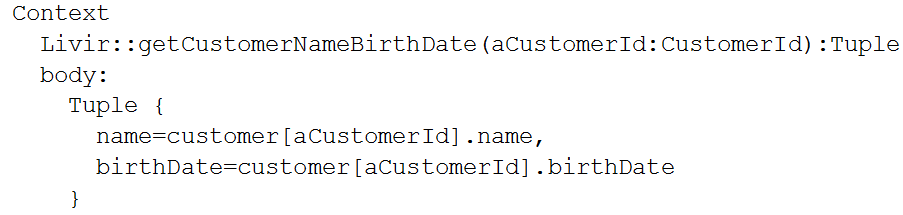 Context
Livir::getCustomerNameBirthDate(aCustomerId:CustomerId):Tuple
body:
Tuple {
name=customer[aCustomerId].name,
birthDate=customer[aCustomerId].birthDate
}